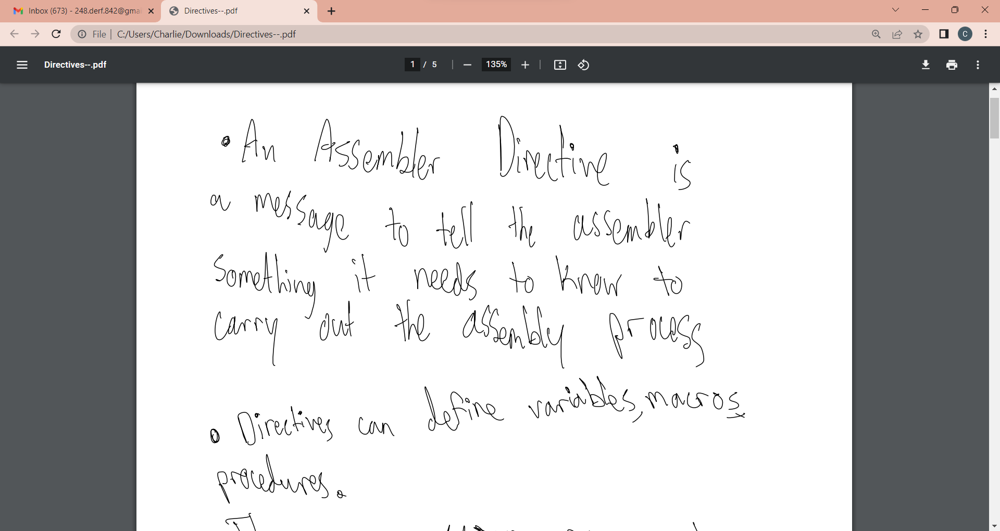 Inbox (673) - 248.derf.842@gmai
Directives--.pdf
File | C:/Users/Charlie/Downloads/Directives--.pdf
C
Directives--.pdf
1 / 5
135%
• An Assembler Directive is
a message to tell the assembler
Something it needs to know to
carry out the assembly process
• Directives can define variables, macros,
procedures.